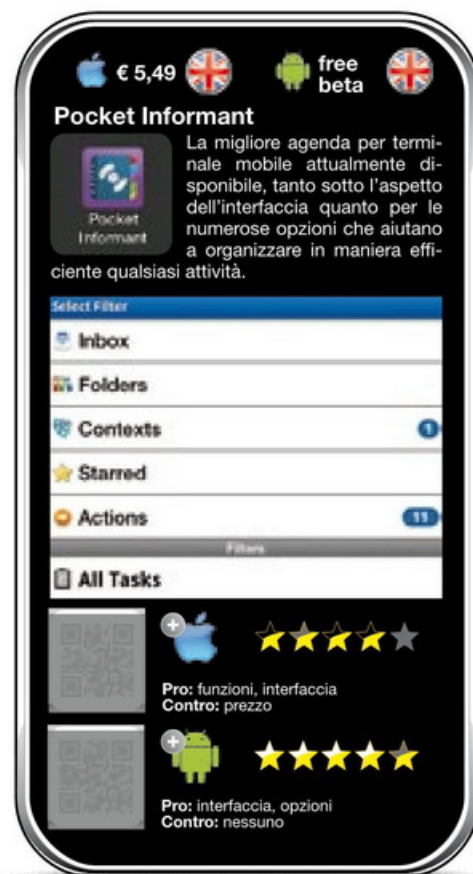 € 5,49
free
beta
Pocket Informant
La migliore agenda per termi-
nale mobile attualmente di-
sponibile, tanto sotto l'aspetto
dell'interfaccia quanto per le
numerose opzioni che aiutano
a organizzare in maniera effi-
ciente qualsiasi attività.
Pocket
Informant
Select Filter
Inbox
Folders
Contexts 1
Starred
Actions 11
Filters
All Tasks
Pro: funzioni, interfaccia
Contro: prezzo
Pro: interfaccia, opzioni
Contro: nessuno